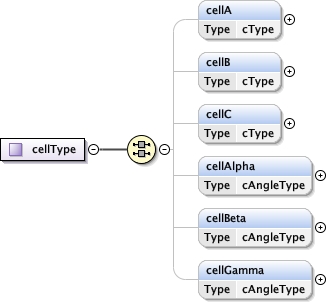 cellA
Type cType
cellB
Type cType
cellC
Type cType
cellType
cellAlpha
Type cAngleType
cellBeta
Type cAngleType
cellGamma
Type cAngleType